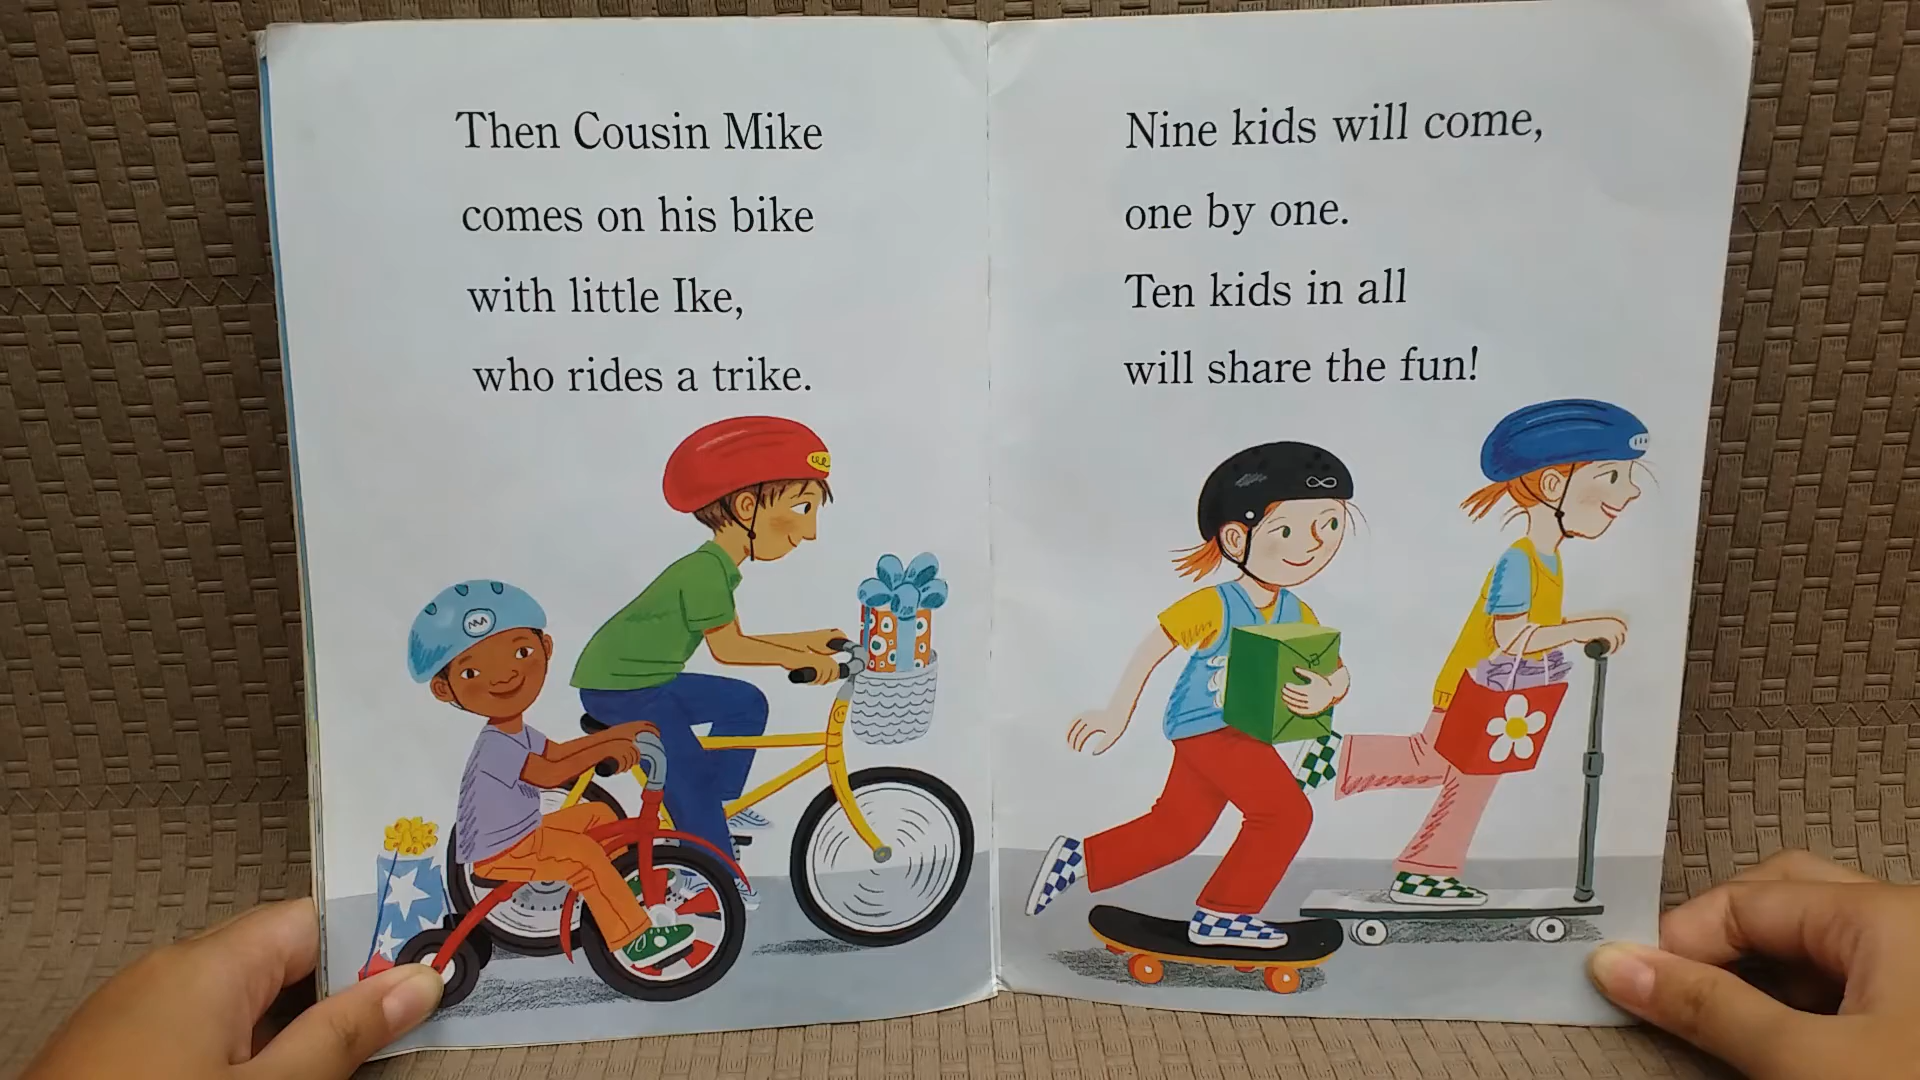 Then Cousin Mike
comes on his bike
with little Ike,
who rides a trike.
Nine kids will come,
one by one.
Ten kids in all
will share the fun!